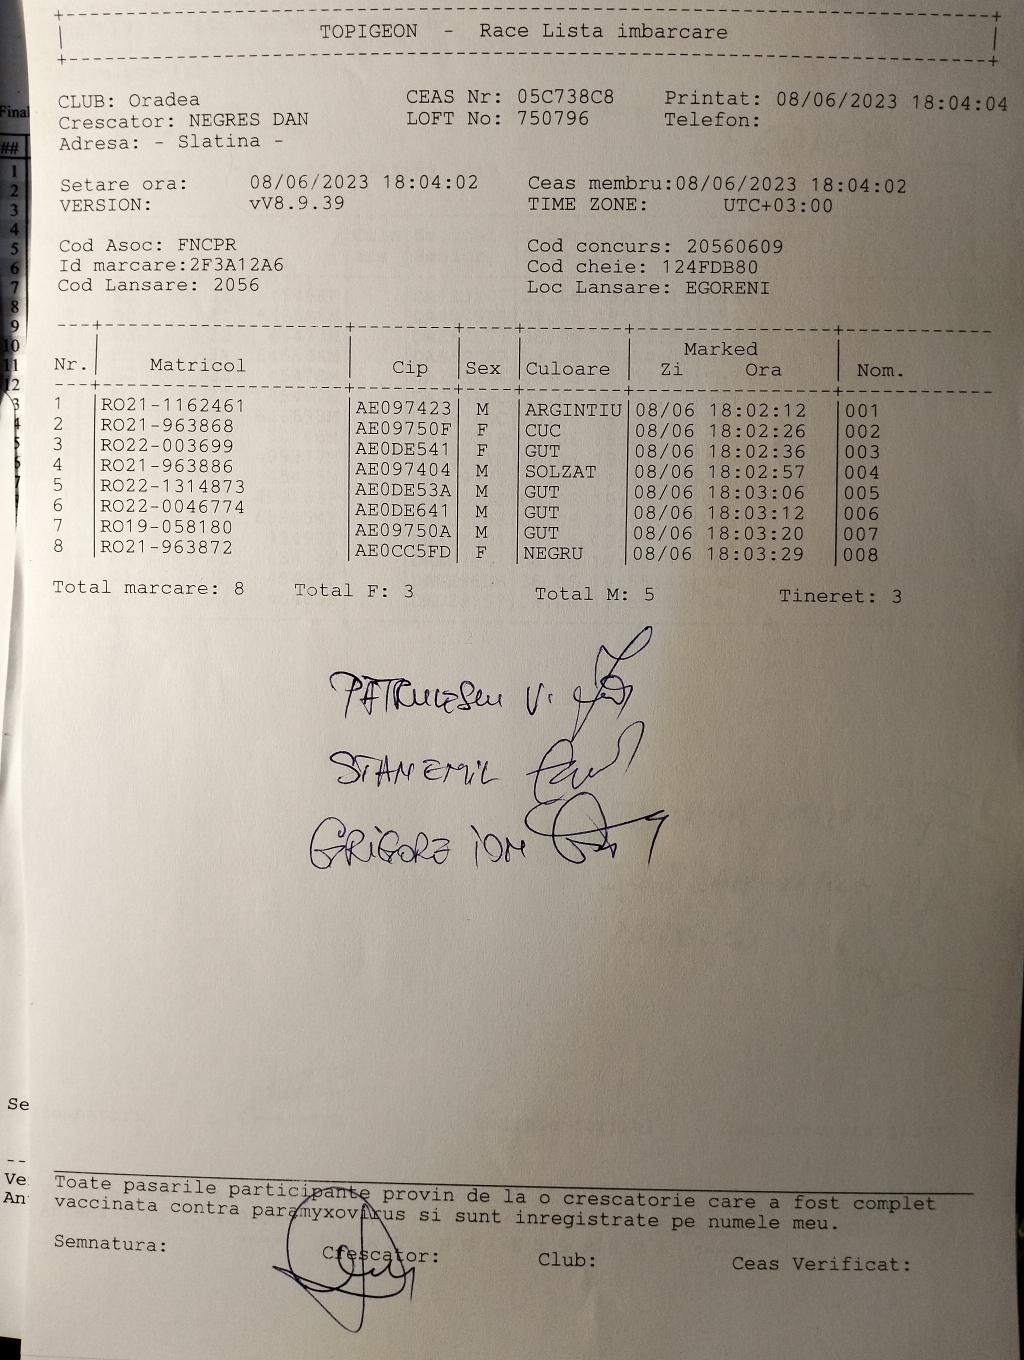 TOPIGEON - Race Lista imbarcare
CLUB: Oradea CEAS Nr: 05C738C8 Printat: 08/06/2023 18:04:04
Crescator: NEGRES DAN LOFT No: 750796 Telefon:
Adresa: - Slatina -
Setare ora: 08/06/2023 18:04:02 Ceas membru:08/06/2023 18:04:02
VERSION: vV8.9.39 TIME ZONE: UTC+03:00
Cod Asoc: FNCPR Cod concurs: 20560609
Id marcare:2F3A12A6 Cod cheie: 124FDB80
Cod Lansare: 2056 Loc Lansare: EGORENI
Marked
Nr. Matricol Cip Sex Culoare Zi Ora Nom.
1 RO21-1162461 AE097423 M ARGINTIU 08/06 18:02:12 001
2 RO21-963868 AE09750F F CUC 08/06 18:02:26 002
3 RO22-003699 AE0DE541 F GUT 08/06 18:02:36 003
4 RO21-963886 AE097404 M SOLZAT 08/06 18:02:57 004
5 RO22-1314873 AE0DE53A M GUT 08/06 18:03:06 005
6 RO22-0046774 AE0DE641 M GUT 08/06 18:03:12 006
7 RO19-058180 AE09750A M GUT 08/06 18:03:20 007
8 RO21-963872 AE0CC5FD F NEGRU 08/06 18:03:29 008
Total marcare: 8 Total F: 3 Total M: 5 Tineret: 3
PATRULESCU V.
STAN EMIL
GRIGORE ION
Toate pasarile participante provin de la o crescatorie care a fost complet
vaccinata contra paramyxovirus si sunt inregistrate pe numele meu.
Semnatura: Crescator: Club: Ceas Verificat: